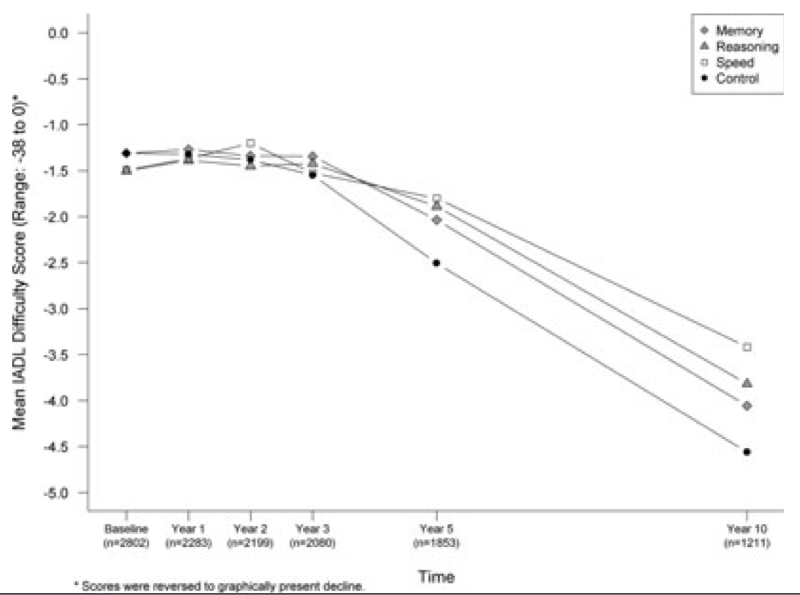 Memory
Reasoning
Speed
Control
Mean IADL Difficulty Score (Range: -38 to 0)*
0.0
-0.5
-1.0
-1.5
-2.0
-2.5
-3.0
-3.5
-4.0
-4.5
-5.0
Baseline Year 1 Year 2 Year 3 Year 5 Year 10
(n=2802) (n=2283) (n=2199) (n=2080) (n=1853) (n=1211)
Time
* Scores were reversed to graphically present decline.